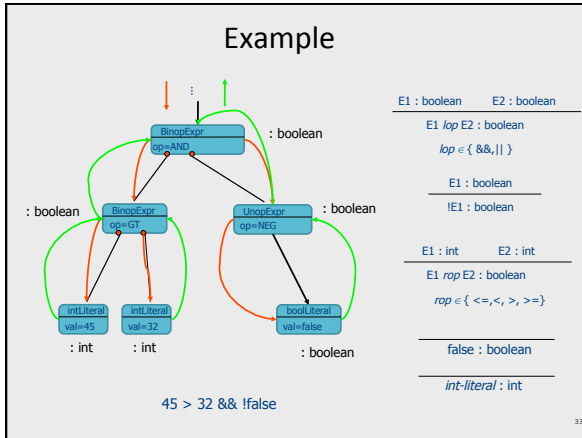 Example
...
BinopExpr
op=AND
: boolean
: boolean
BinopExpr
op=GT
UnopExpr
op=NEG
: boolean
intLiteral
val=45
intLiteral
val=32
boolLiteral
val=false
: int
: int
: boolean
45 > 32 && !false
E1 : boolean E2 : boolean
E1 lop E2 : boolean
lop ∈ { &&,|| }
E1 : boolean
!E1 : boolean
E1 : int E2 : int
E1 rop E2 : boolean
rop ∈ { <=,<, >, >=}
false : boolean
int-literal : int
33